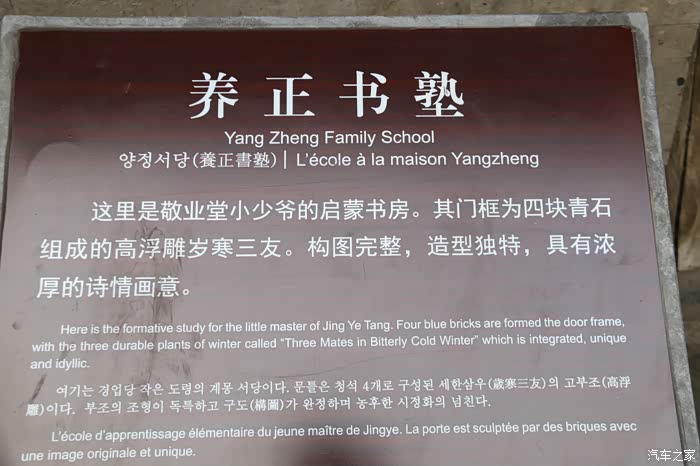 养正书塾
Yang Zheng Family School
양정서당(養正書塾) | L'école à la maison Yangzheng
这里是敬业堂小少爷的启蒙书房。其门框为四块青石
组成的高浮雕岁寒三友。构图完整，造型独特，具有浓
厚的诗情画意。
Here is the formative study for the little master of Jing Ye Tang. Four blue bricks are formed the door frame,
with the three durable plants of winter called "Three Mates in Bitterly Cold Winter" which is integrated, unique
and idyllic.
여기는 경업당 작은 도령의 계몽 서당이다. 문틀은 청석 4개로 구성된 세한삼우(歲寒三友)의 고부조(高浮
雕)이다. 부조의 조형이 독특하고 구도(構圖)가 완정하며 농후한 시정화의 넘친다.
L'école d'apprentissage élémentaire du jeune maître de Jingye. La porte est sculptée par des briques avec
une image originale et unique.
汽车之家